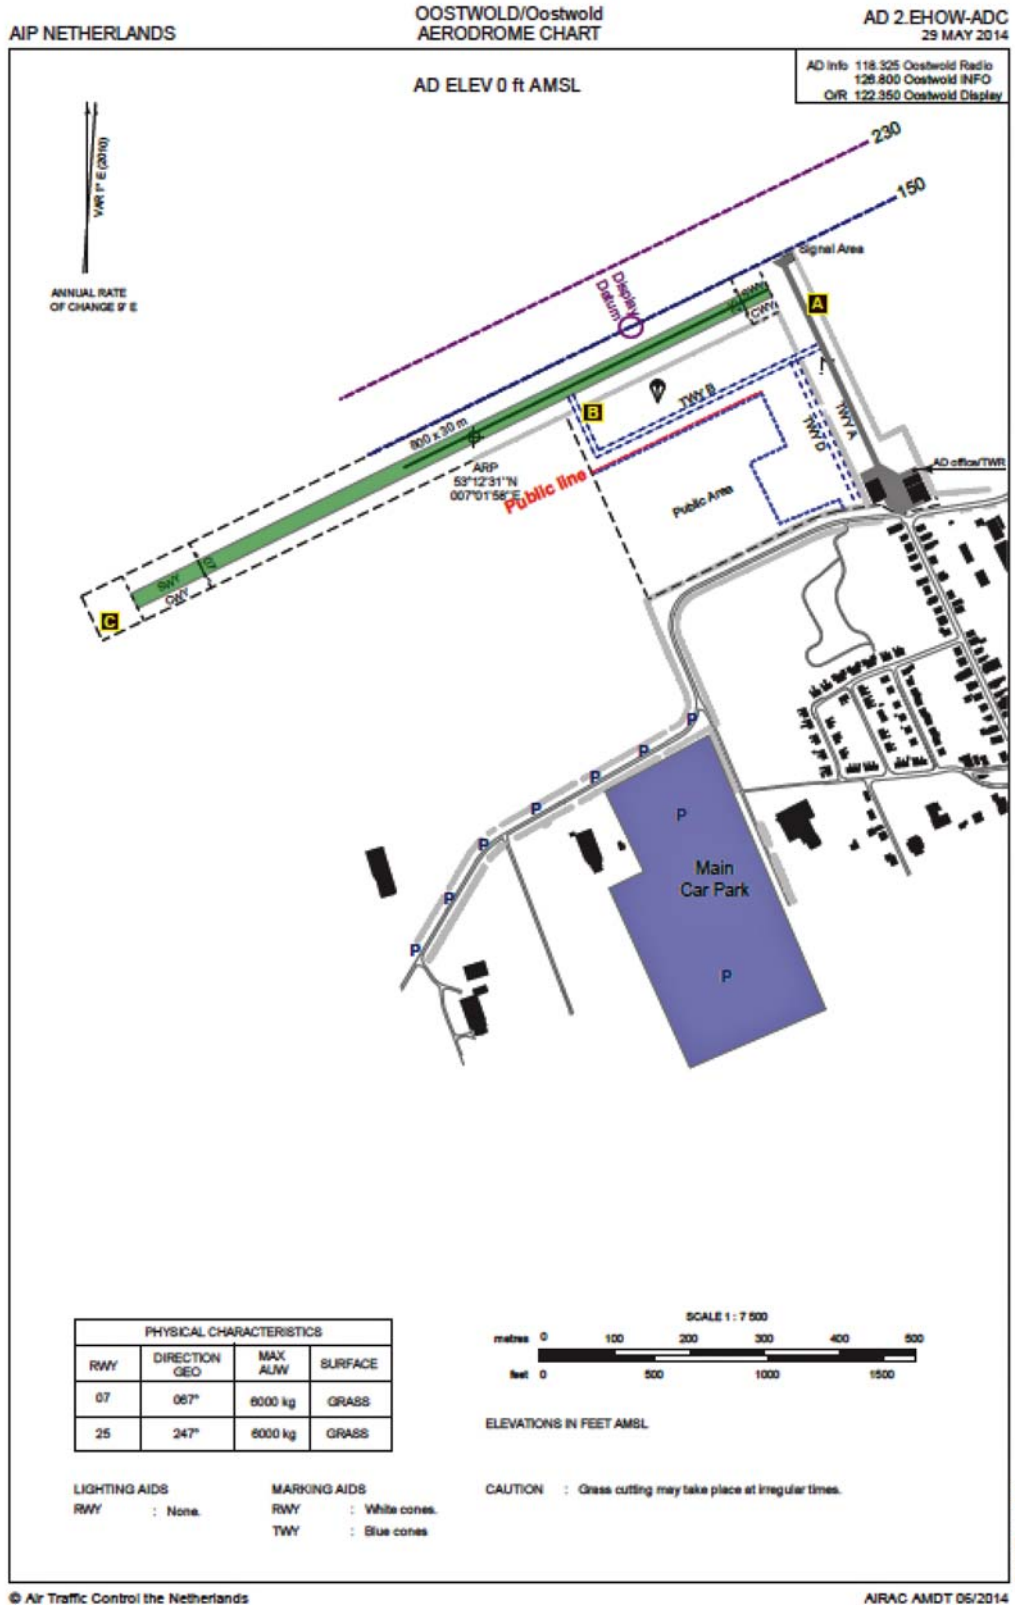 OOSTWOLD/Oostwold
AIP NETHERLANDS
AERODROME CHART
AD 2.EHOW-ADC
29 MAY 2014
AD Info 118.325 Oostwold Radio
126.800 Oostwold INFO
O/R 122.350 Oostwold Display
AD ELEV 0 ft AMSL
VAR 1° E (2010)
ANNUAL RATE
OF CHANGE 9' E
230
150
Signal Area
Display
Datum
A
SWY
CWY
B
TWY B
TWY D
TWY A
800 x 30 m
ARP
53°12'31"N
007°01'58"E
Public line
Public Area
AD office/TWR
07
SWY
CWY
C
P
P
P
P
P
P
P
P
Main
Car Park
P
PHYSICAL CHARACTERISTICS
RWY DIRECTION GEO MAX AUW SURFACE
07 067° 6000 kg GRASS
25 247° 6000 kg GRASS
SCALE 1 : 7 500
metres 0 100 200 300 400 500
feet 0 500 1000 1500
ELEVATIONS IN FEET AMSL
LIGHTING AIDS
RWY : None.
MARKING AIDS
RWY : White cones.
TWY : Blue cones
CAUTION : Grass cutting may take place at irregular times.
© Air Traffic Control the Netherlands
AIRAC AMDT 06/2014